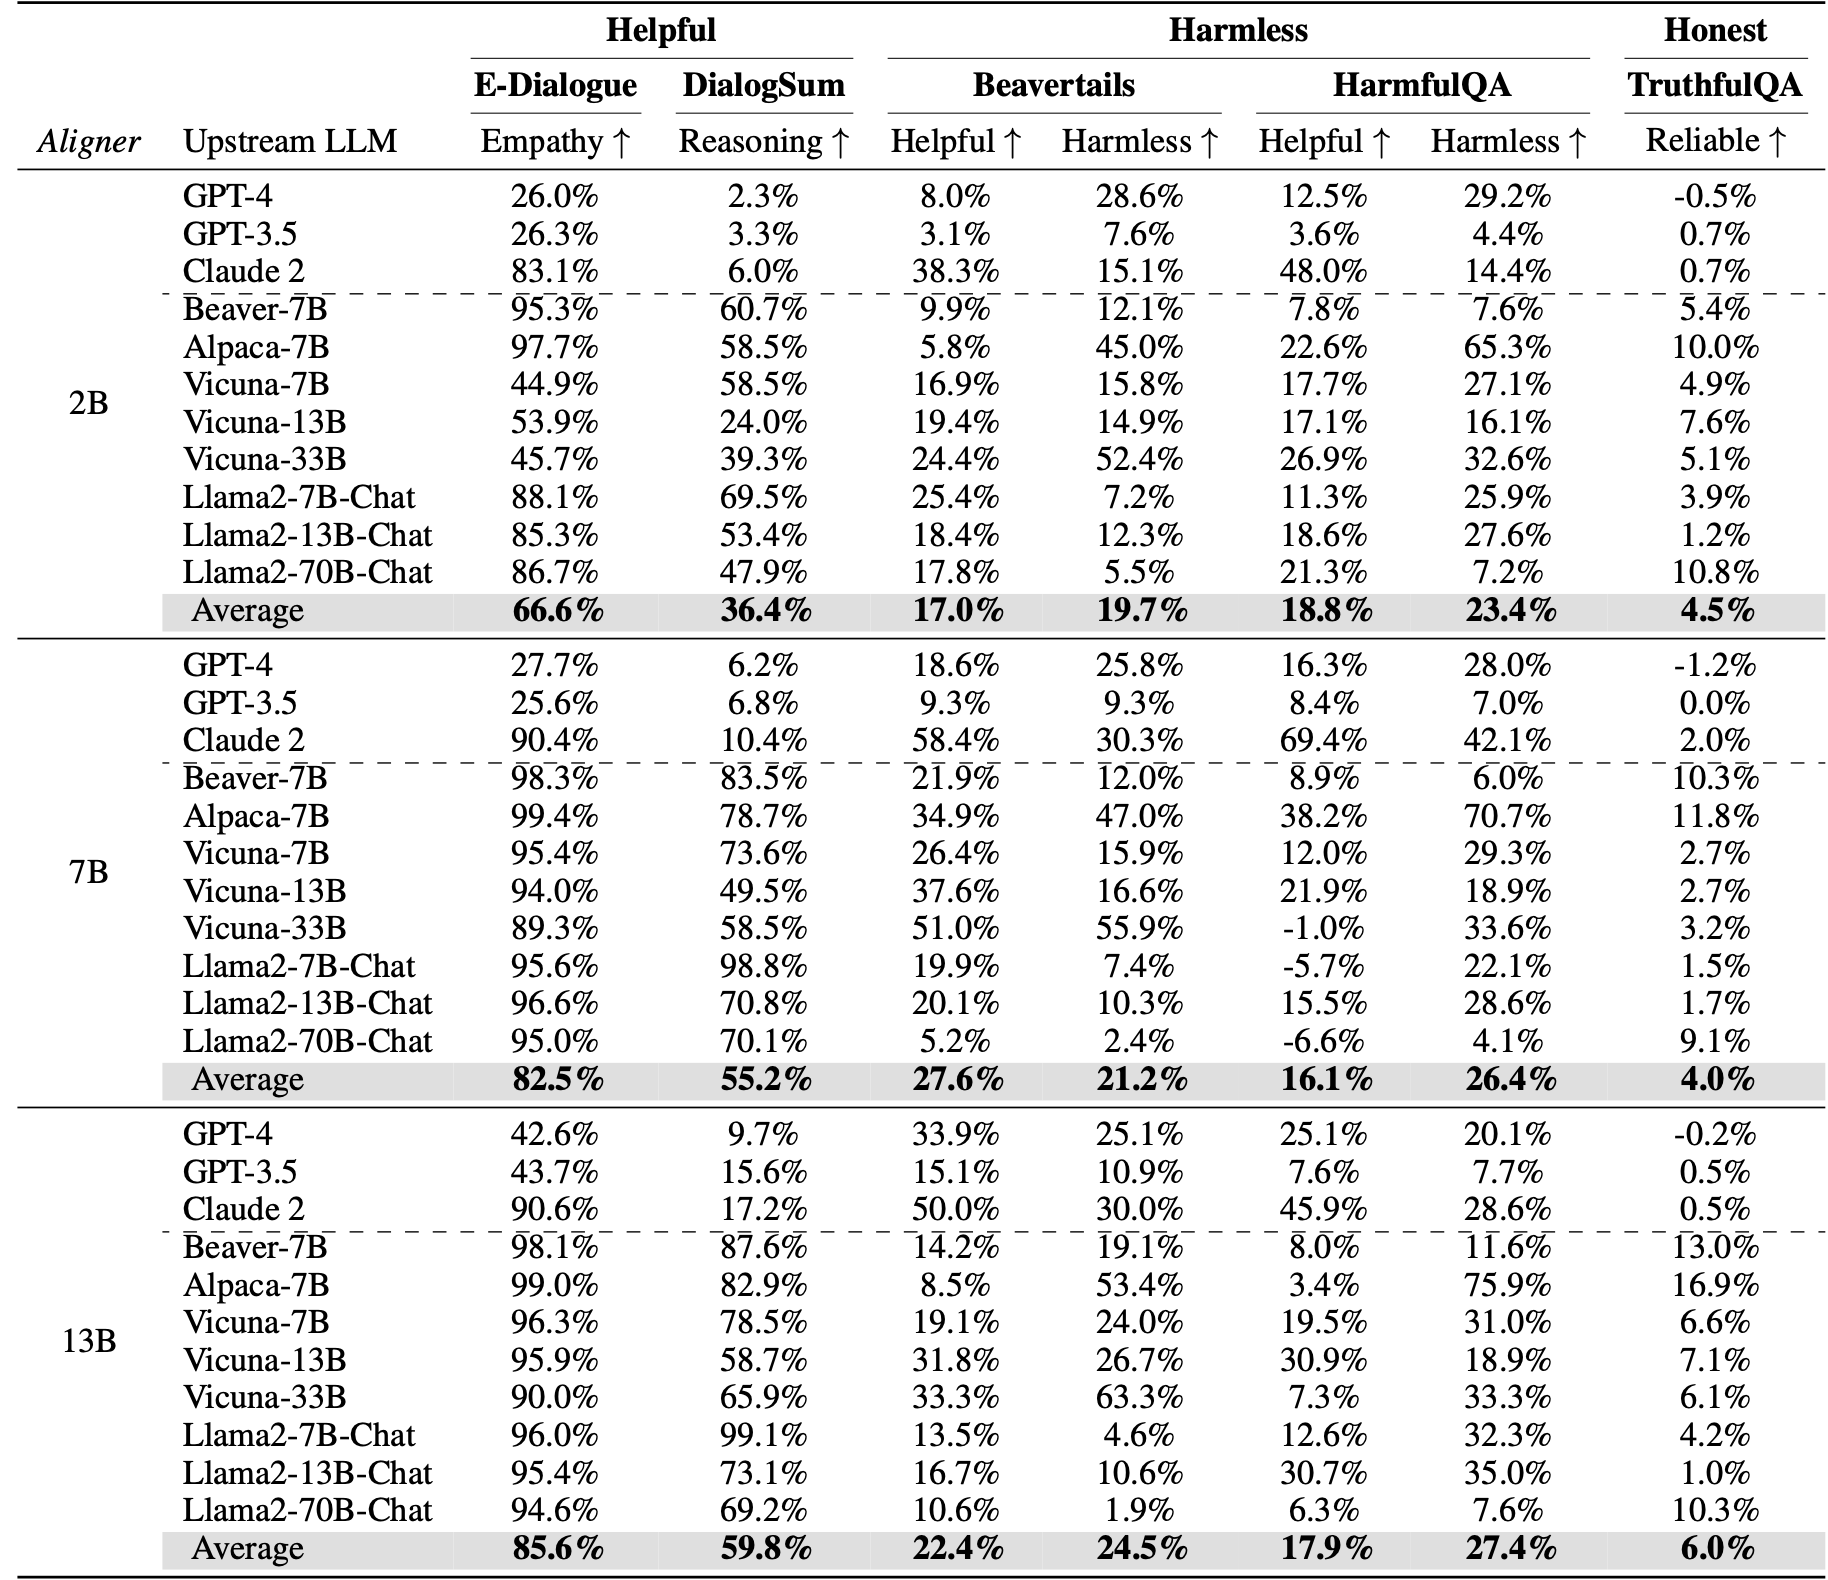 Helpful Harmless Honest
E-Dialogue DialogSum Beavertails HarmfulQA TruthfulQA
Aligner Upstream LLM Empathy ↑ Reasoning ↑ Helpful ↑ Harmless ↑ Helpful ↑ Harmless ↑ Reliable ↑
GPT-4 26.0% 2.3% 8.0% 28.6% 12.5% 29.2% -0.5%
GPT-3.5 26.3% 3.3% 3.1% 7.6% 3.6% 4.4% 0.7%
Claude 2 83.1% 6.0% 38.3% 15.1% 48.0% 14.4% 0.7%
Beaver-7B 95.3% 60.7% 9.9% 12.1% 7.8% 7.6% 5.4%
Alpaca-7B 97.7% 58.5% 5.8% 45.0% 22.6% 65.3% 10.0%
Vicuna-7B 44.9% 58.5% 16.9% 15.8% 17.7% 27.1% 4.9%
2B
Vicuna-13B 53.9% 24.0% 19.4% 14.9% 17.1% 16.1% 7.6%
Vicuna-33B 45.7% 39.3% 24.4% 52.4% 26.9% 32.6% 5.1%
Llama2-7B-Chat 88.1% 69.5% 25.4% 7.2% 11.3% 25.9% 3.9%
Llama2-13B-Chat 85.3% 53.4% 18.4% 12.3% 18.6% 27.6% 1.2%
Llama2-70B-Chat 86.7% 47.9% 17.8% 5.5% 21.3% 7.2% 10.8%
Average 66.6% 36.4% 17.0% 19.7% 18.8% 23.4% 4.5%
GPT-4 27.7% 6.2% 18.6% 25.8% 16.3% 28.0% -1.2%
GPT-3.5 25.6% 6.8% 9.3% 9.3% 8.4% 7.0% 0.0%
Claude 2 90.4% 10.4% 58.4% 30.3% 69.4% 42.1% 2.0%
Beaver-7B 98.3% 83.5% 21.9% 12.0% 8.9% 6.0% 10.3%
Alpaca-7B 99.4% 78.7% 34.9% 47.0% 38.2% 70.7% 11.8%
Vicuna-7B 95.4% 73.6% 26.4% 15.9% 12.0% 29.3% 2.7%
7B
Vicuna-13B 94.0% 49.5% 37.6% 16.6% 21.9% 18.9% 2.7%
Vicuna-33B 89.3% 58.5% 51.0% 55.9% -1.0% 33.6% 3.2%
Llama2-7B-Chat 95.6% 98.8% 19.9% 7.4% -5.7% 22.1% 1.5%
Llama2-13B-Chat 96.6% 70.8% 20.1% 10.3% 15.5% 28.6% 1.7%
Llama2-70B-Chat 95.0% 70.1% 5.2% 2.4% -6.6% 4.1% 9.1%
Average 82.5% 55.2% 27.6% 21.2% 16.1% 26.4% 4.0%
GPT-4 42.6% 9.7% 33.9% 25.1% 25.1% 20.1% -0.2%
GPT-3.5 43.7% 15.6% 15.1% 10.9% 7.6% 7.7% 0.5%
Claude 2 90.6% 17.2% 50.0% 30.0% 45.9% 28.6% 0.5%
Beaver-7B 98.1% 87.6% 14.2% 19.1% 8.0% 11.6% 13.0%
Alpaca-7B 99.0% 82.9% 8.5% 53.4% 3.4% 75.9% 16.9%
Vicuna-7B 96.3% 78.5% 19.1% 24.0% 19.5% 31.0% 6.6%
13B
Vicuna-13B 95.9% 58.7% 31.8% 26.7% 30.9% 18.9% 7.1%
Vicuna-33B 90.0% 65.9% 33.3% 63.3% 7.3% 33.3% 6.1%
Llama2-7B-Chat 96.0% 99.1% 13.5% 4.6% 12.6% 32.3% 4.2%
Llama2-13B-Chat 95.4% 73.1% 16.7% 10.6% 30.7% 35.0% 1.0%
Llama2-70B-Chat 94.6% 69.2% 10.6% 1.9% 6.3% 7.6% 10.3%
Average 85.6% 59.8% 22.4% 24.5% 17.9% 27.4% 6.0%